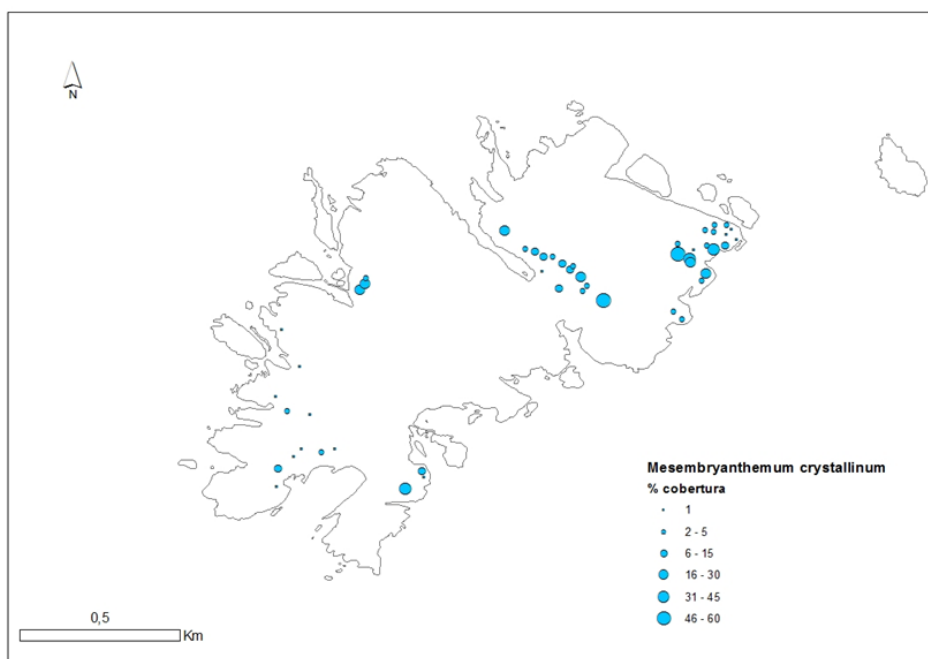 N
Mesembryanthemum crystallinum
% cobertura
1
2 - 5
6 - 15
16 - 30
31 - 45
46 - 60
0,5
Km